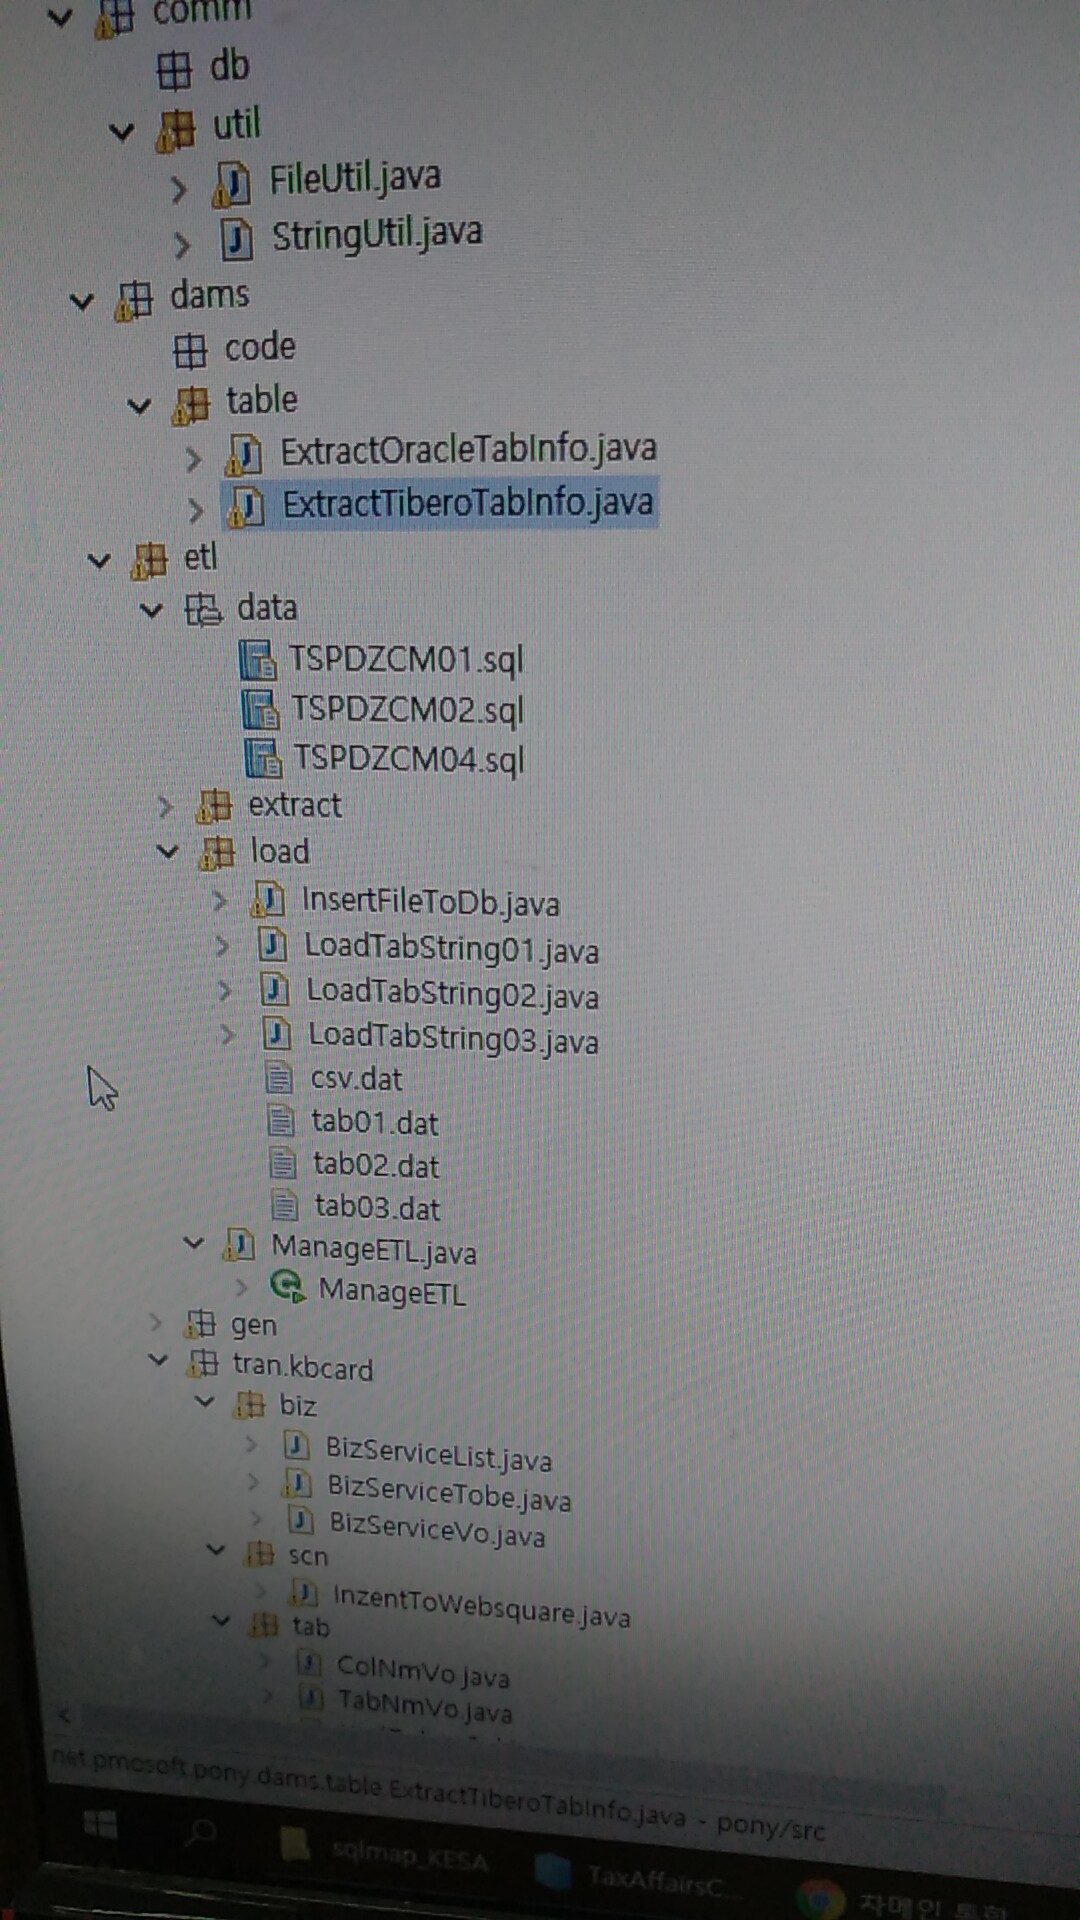 comm
db
util
FileUtil.java
StringUtil.java
dams
code
table
ExtractOracleTabInfo.java
ExtractTiberoTabInfo.java
etl
data
TSPDZCM01.sql
TSPDZCM02.sql
TSPDZCM04.sql
extract
load
InsertFileToDb.java
LoadTabString01.java
LoadTabString02.java
LoadTabString03.java
csv.dat
tab01.dat
tab02.dat
tab03.dat
ManageETL.java
ManageETL
gen
tran.kbcard
biz
BizServiceList.java
BizServiceTobe.java
BizServiceVo.java
scn
InzentToWebsquare.java
tab
ColNmVo.java
TabNmVo.java
net.pmosoft.pony.dams.table.ExtractTiberoTabInfo.java - pony/src
sqlmap_KESA
TaxAffairsC...
차메인 통합